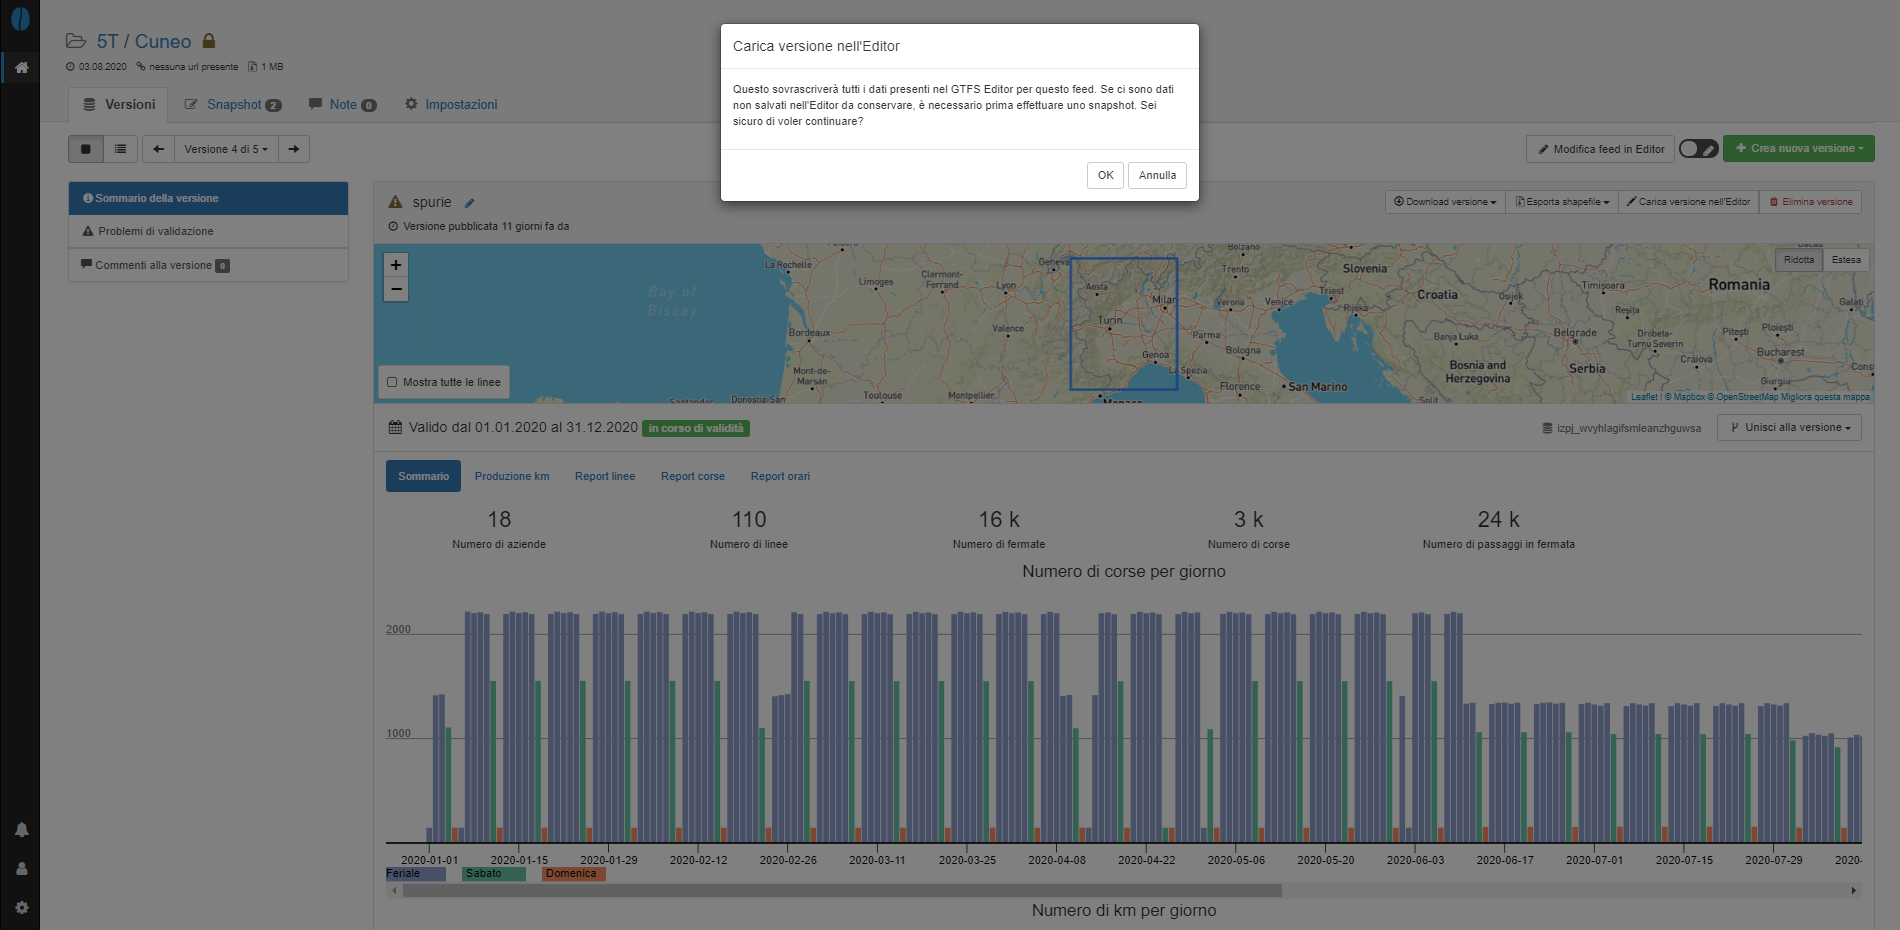 5T / Cuneo
03.08.2020 nessuna url presente 1 MB
Versioni Snapshot 2 Note 0 Impostazioni
Versione 4 di 5
Carica versione nell'Editor
Questo sovrascriverà tutti i dati presenti nel GTFS Editor per questo feed. Se ci sono dati
non salvati nell'Editor da conservare, è necessario prima effettuare uno snapshot. Sei
sicuro di voler continuare?
OK Annulla
Modifica feed in Editor
Crea nuova versione
Sommario della versione
Problemi di validazione
Commenti alla versione 0
spurie
Versione pubblicata 11 giorni fa da
Download versione Esporta shapefile Carica versione nell'Editor Elimina versione
+
−
Ridotta Estesa
La Rochelle
Limoges
Clermont-
Ferrand
Lyon
Geneva
Bay of
Biscay
Bordeaux
Valence
Mont-de-
Marsan
Santander
Donostia-San
Toulouse
Montpellier
Aosta
Milan
Turin
Genoa
Monaco
La Spezia
Bolzano
Trento
Verona
Venice
Parma
Bologna
Florence
San Marino
Slovenia
Triest
Rijeka
Croatia
Osijek
Banja Luka
Bosnia and
Herzegovina
Split
Timișoara
Belgrade
Serbia
Romania
Bacău
Galați
Reșița
Drobeta-
Turnu Severin
Pitești
Ploiești
Craiova
Bucharest
Giurgiu
Cons
Mostra tutte le linee
Leaflet | © Mapbox © OpenStreetMap Migliora questa mappa
Valido dal 01.01.2020 al 31.12.2020 in corso di validità
izpj_wvyhlagifsmleanzhguwsa
Unisci alla versione
Sommario Produzione km Report linee Report corse Report orari
18 110 16 k 3 k 24 k
Numero di aziende Numero di linee Numero di fermate Numero di corse Numero di passaggi in fermata
Numero di corse per giorno
2000
1000
2020-01-01 2020-01-15 2020-01-29 2020-02-12 2020-02-26 2020-03-11 2020-03-25 2020-04-08 2020-04-22 2020-05-06 2020-05-20 2020-06-03 2020-06-17 2020-07-01 2020-07-15 2020-07-29 2020-
Feriale Sabato Domenica
Numero di km per giorno